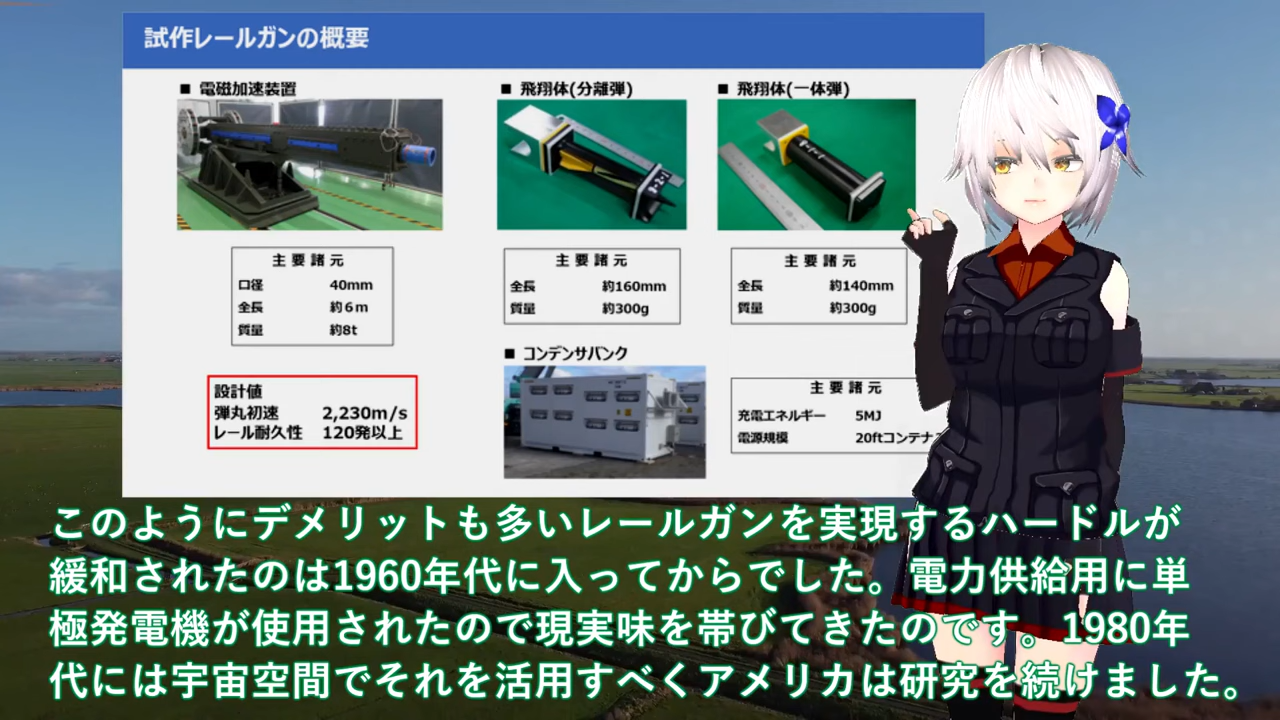 試作レールガンの概要
■ 電磁加速装置
■ 飛翔体(分離弾)
■ 飛翔体(一体弾)
主要諸元
口径 40mm
全長 約6m
質量 約8t
主要諸元
全長 約160mm
質量 約300g
主要諸元
全長 約140mm
質量 約300g
設計値
弾丸初速 2,230m/s
レール耐久性 120発以上
■ コンデンサバンク
主要諸元
充電エネルギー 5MJ
電源規模 20ftコンテナ
このようにデメリットも多いレールガンを実現するハードルが
緩和されたのは1960年代に入ってからでした。電力供給用に単
極発電機が使用されたので現実味を帯びてきたのです。1980年
代には宇宙空間でそれを活用すべくアメリカは研究を続けました。